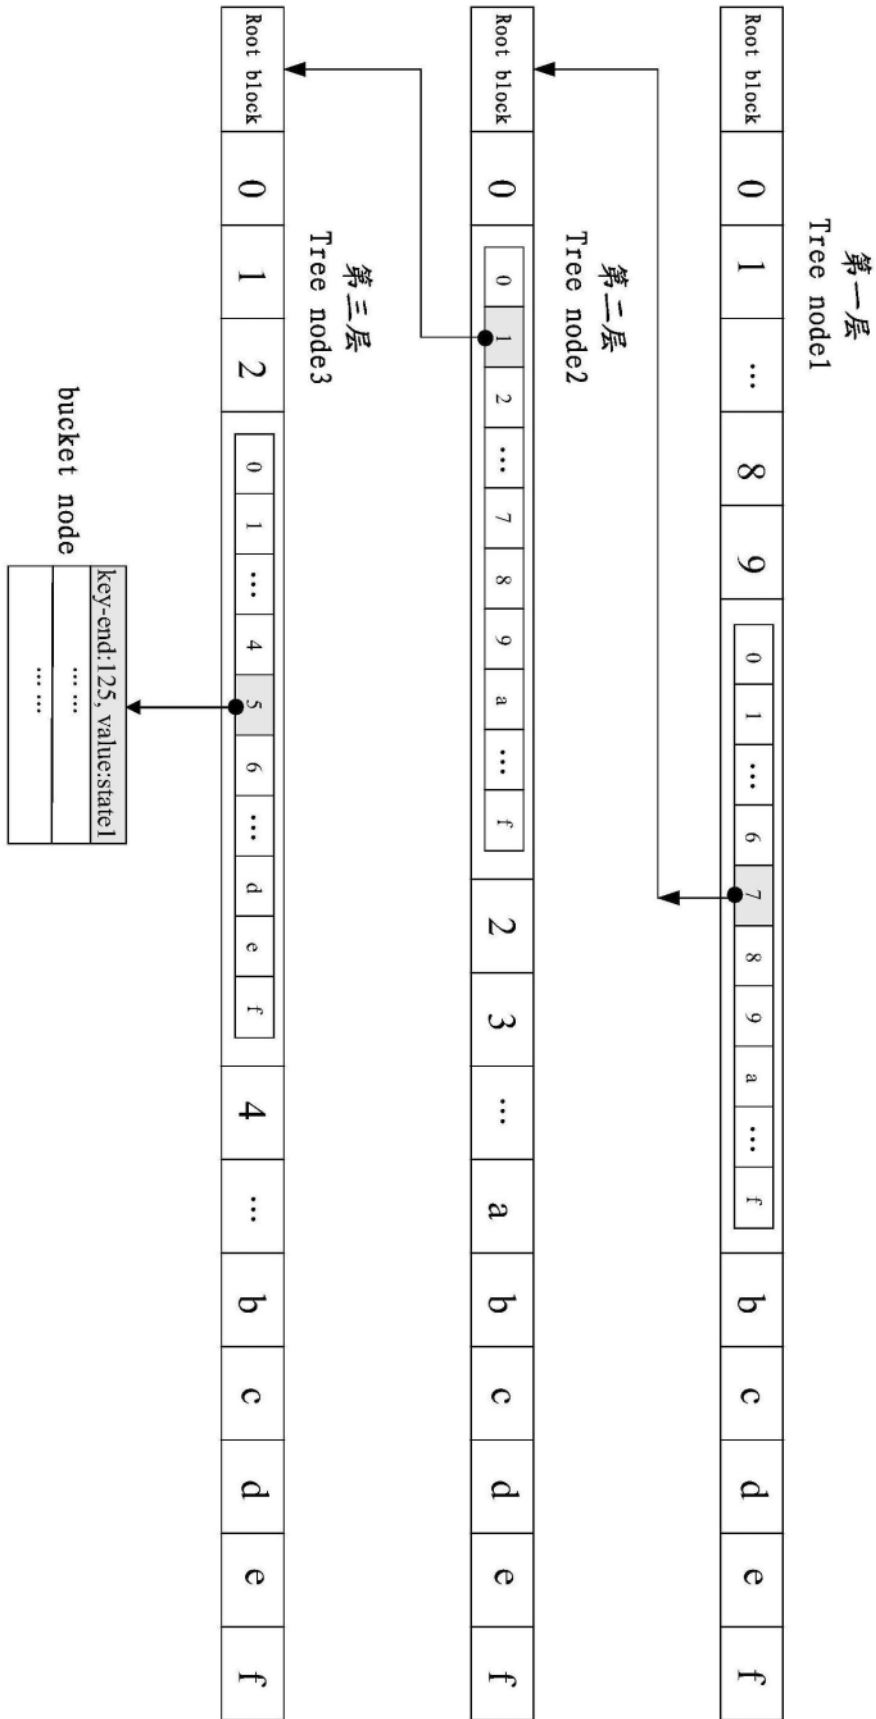 第一层
Tree node1
Root block 0 1 ... 8 9 0 1 ... 6 7 8 9 a ... f b c d e f
第二层
Tree node2
Root block 0 0 1 2 ... 7 8 9 a ... f 2 3 ... a b c d e f
第三层
Tree node3
Root block 0 1 2 0 1 ... 4 5 6 ... d e f 4 ... b c d e f
bucket node
key-end:125, value:state1
... ...
... ...